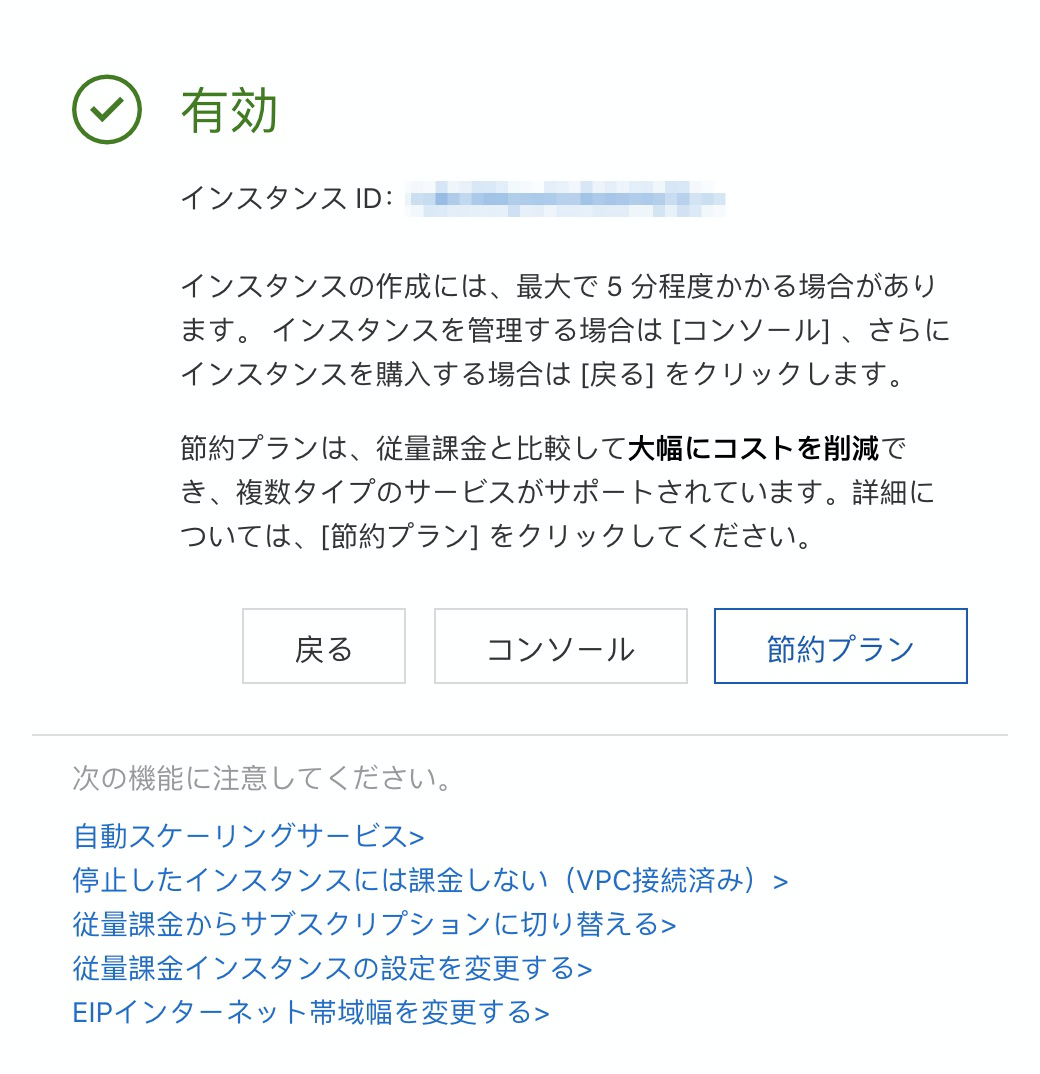 有効
インスタンス ID：
インスタンスの作成には、最大で 5 分程度かかる場合があり
ます。 インスタンスを管理する場合は [コンソール] 、さらに
インスタンスを購入する場合は [戻る] をクリックします。
節約プランは、従量課金と比較して大幅にコストを削減で
き、複数タイプのサービスがサポートされています。詳細に
ついては、[節約プラン] をクリックしてください。
戻る
コンソール
節約プラン
次の機能に注意してください。
自動スケーリングサービス>
停止したインスタンスには課金しない（VPC接続済み）>
従量課金からサブスクリプションに切り替える>
従量課金インスタンスの設定を変更する>
EIPインターネット帯域幅を変更する>